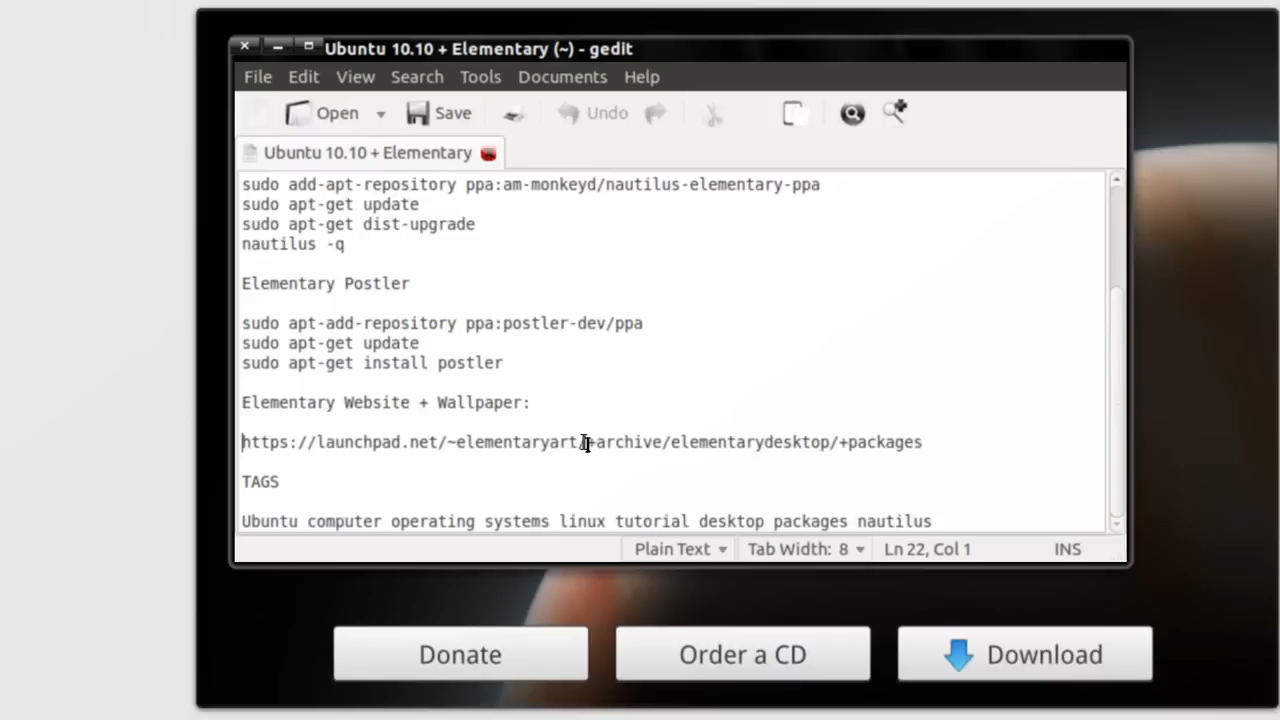 Ubuntu 10.10 + Elementary (~) - gedit
File Edit View Search Tools Documents Help
Open Save Undo
Ubuntu 10.10 + Elementary
sudo add-apt-repository ppa:am-monkeyd/nautilus-elementary-ppa
sudo apt-get update
sudo apt-get dist-upgrade
nautilus -q
Elementary Postler
sudo apt-add-repository ppa:postler-dev/ppa
sudo apt-get update
sudo apt-get install postler
Elementary Website + Wallpaper:
https://launchpad.net/~elementaryart/+archive/elementarydesktop/+packages
TAGS
Ubuntu computer operating systems linux tutorial desktop packages nautilus
Plain Text Tab Width: 8 Ln 22, Col 1 INS
Donate Order a CD Download